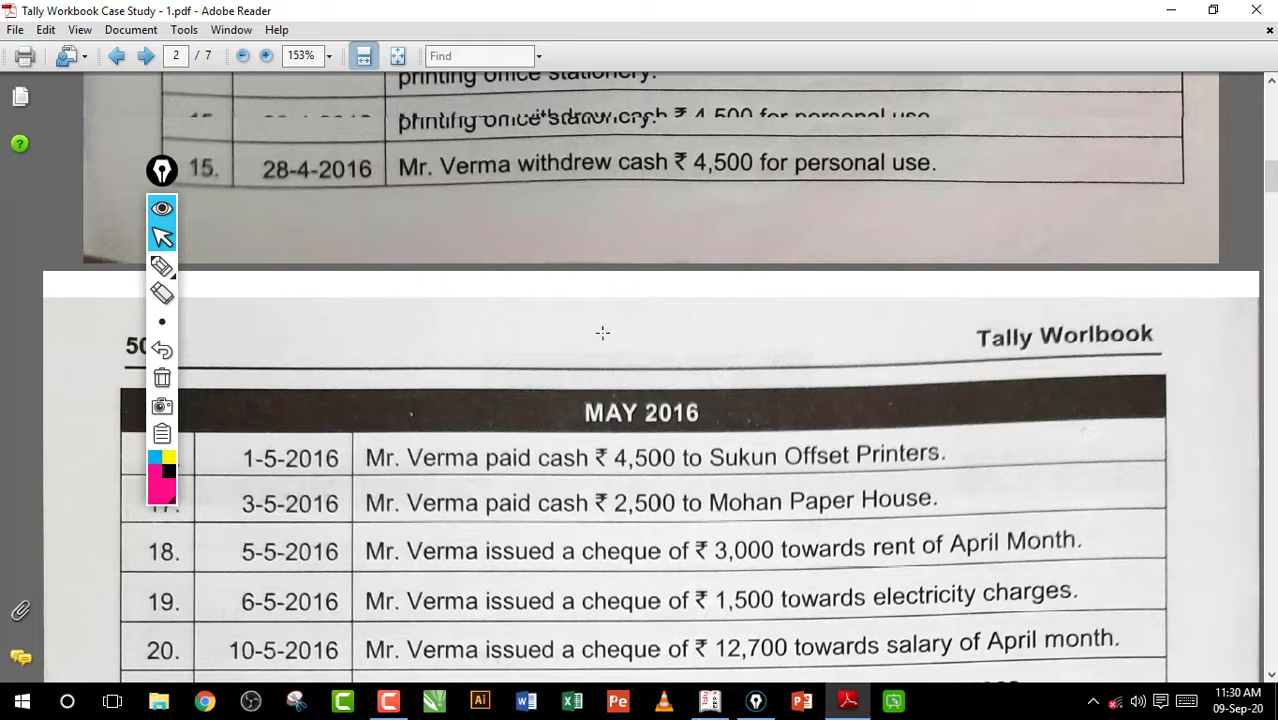 Tally Workbook Case Study - 1.pdf - Adobe Reader
File Edit View Document Tools Window Help
2 / 7 153% Find
printing office stationery.
15. 28-4-2016 Mr. Verma withdrew cash ₹ 4,500 for personal use.
50 Tally Worlbook
MAY 2016
1-5-2016 Mr. Verma paid cash ₹ 4,500 to Sukun Offset Printers.
17. 3-5-2016 Mr. Verma paid cash ₹ 2,500 to Mohan Paper House.
18. 5-5-2016 Mr. Verma issued a cheque of ₹ 3,000 towards rent of April Month.
19. 6-5-2016 Mr. Verma issued a cheque of ₹ 1,500 towards electricity charges.
20. 10-5-2016 Mr. Verma issued a cheque of ₹ 12,700 towards salary of April month.
11:30 AM
09-Sep-20